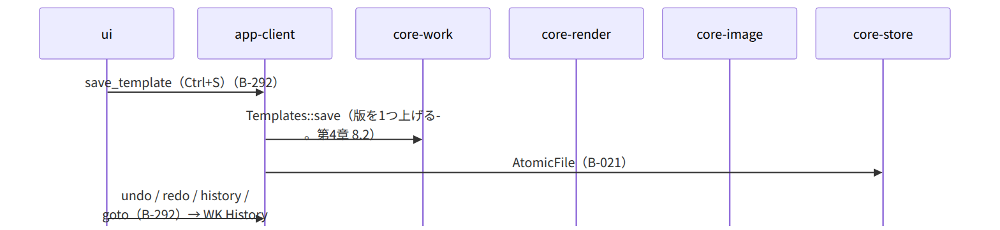 ui
app-client
core-work
core-render
core-image
core-store
save_template（Ctrl+S）（B-292）
Templates::save（版を1つ上げる-
。第4章 8.2）
AtomicFile（B-021）
undo / redo / history /
goto（B-292）→ WK History